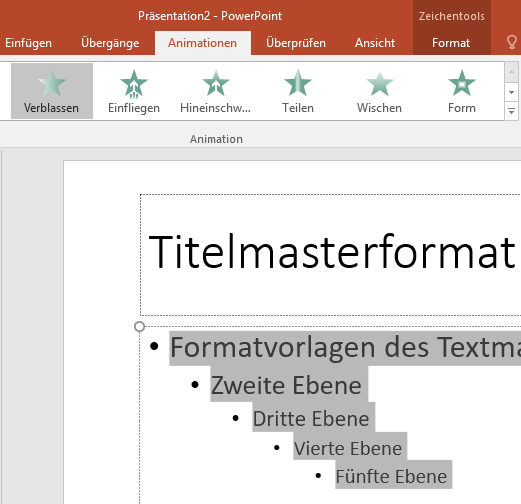 Präsentation2 - PowerPoint
Zeichentools
Einfügen Übergänge Animationen Überprüfen Ansicht Format
Verblassen Einfliegen Hineinschw... Teilen Wischen Form
Animation
Titelmasterformat
• Formatvorlagen des Textma
• Zweite Ebene
• Dritte Ebene
• Vierte Ebene
• Fünfte Ebene